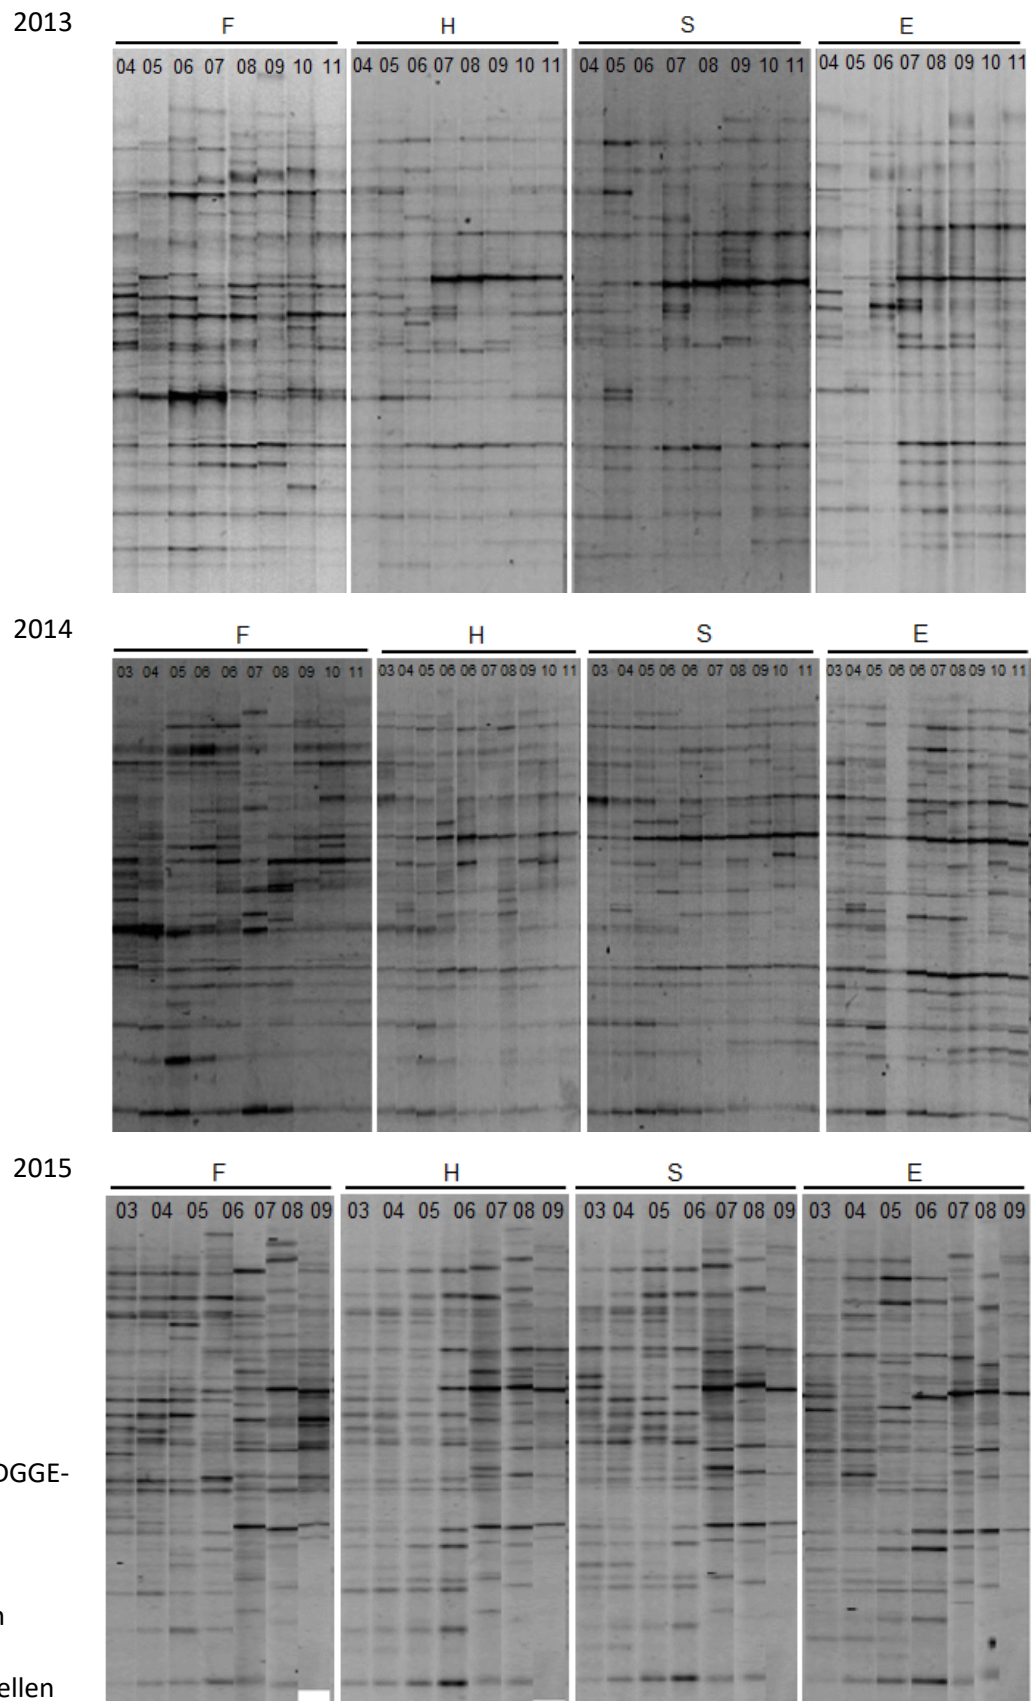 2013
F H S E
04 05 06 07 08 09 10 11 04 05 06 07 08 09 10 11 04 05 06 07 08 09 10 11 04 05 06 07 08 09 10 11
2014
F H S E
03 04 05 06 06 07 08 09 10 11 03 04 05 06 06 07 08 09 10 11 03 04 05 06 06 07 08 09 10 11 03 04 05 06 06 07 08 09 10 11
2015
F H S E
03 04 05 06 07 08 09 03 04 05 06 07 08 09 03 04 05 06 07 08 09 03 04 05 06 07 08 09
DGGE-
n
ellen